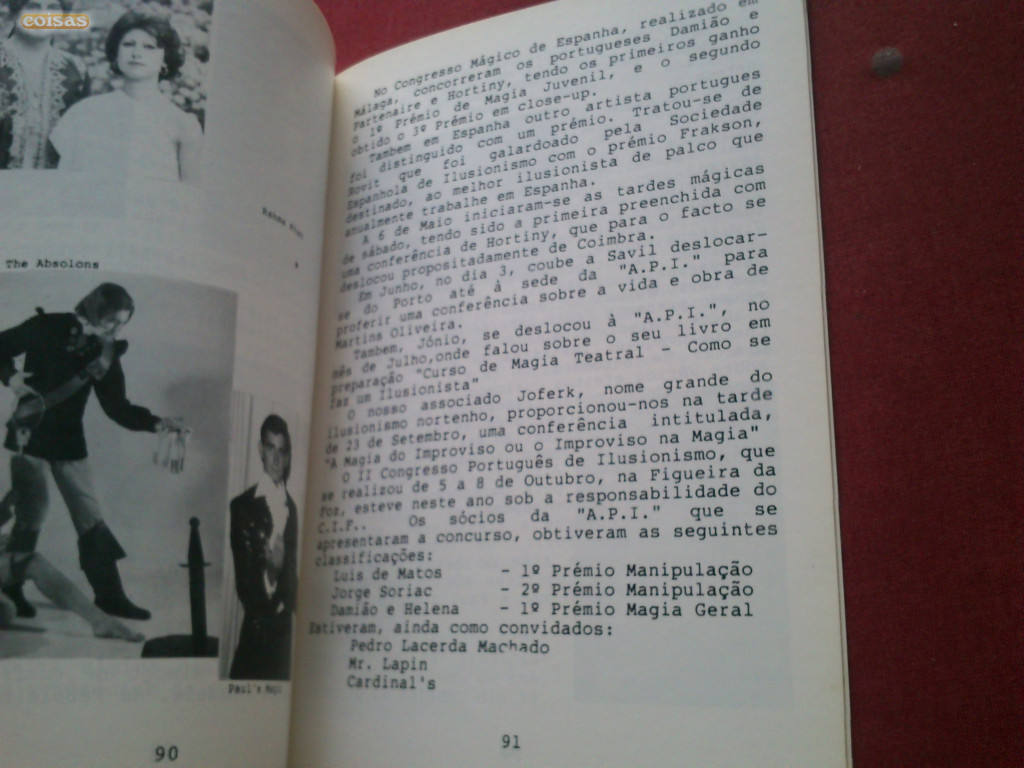 coisas
The Absolons
Paul's Magi
90
No Congresso Mágico de Espanha, realizado em
Málaga, concorreram os portugueses Damião e
Partenaire e Hortiny, tendo os primeiros ganho
o 1º Prémio de Magia Juvenil, e o segundo
obtido o 3º Prémio em close-up.
Tambem em Espanha outro artista portugues
foi distinguido com um prémio. Tratou-se de
Rovit que foi galardoado pela Sociedade
Espanhola de Ilusionismo com o prémio Frakson,
destinado, ao melhor ilusionista de palco que
anualmente trabalhe em Espanha.
A 6 de Maio iniciaram-se as tardes mágicas
de sábado, tendo sido a primeira preenchida com
uma conferência de Hortiny, que para o facto se
deslocou propositadamente de Coimbra.
Em Junho, no dia 3, coube a Savil deslocar-
se do Porto até à sede da "A.P.I." para
proferir uma conferência sobre a vida e obra de
Martins Oliveira.
Tambem, Jónio, se deslocou à "A.P.I.", no
mês de Julho,onde falou sobre o seu livro em
preparação "Curso de Magia Teatral - Como se
faz um Ilusionista"
O nosso associado Joferk, nome grande do
ilusionismo nortenho, proporcionou-nos na tarde
de 23 de Setembro, uma conferência intitulada,
"A Magia do Improviso ou o Improviso na Magia"
O II Congresso Português de Ilusionismo, que
se realizou de 5 a 8 de Outubro, na Figueira da
Foz, esteve neste ano sob a responsabilidade do
C.I.F.. Os sócios da "A.P.I." que se
apresentaram a concurso, obtiveram as seguintes
classificações:
Luis de Matos - 1º Prémio Manipulação
Jorge Soriac - 2º Prémio Manipulação
Damião e Helena - 1º Prémio Magia Geral
Estiveram, ainda como convidados:
Pedro Lacerda Machado
Mr. Lapin
Cardinal's
91